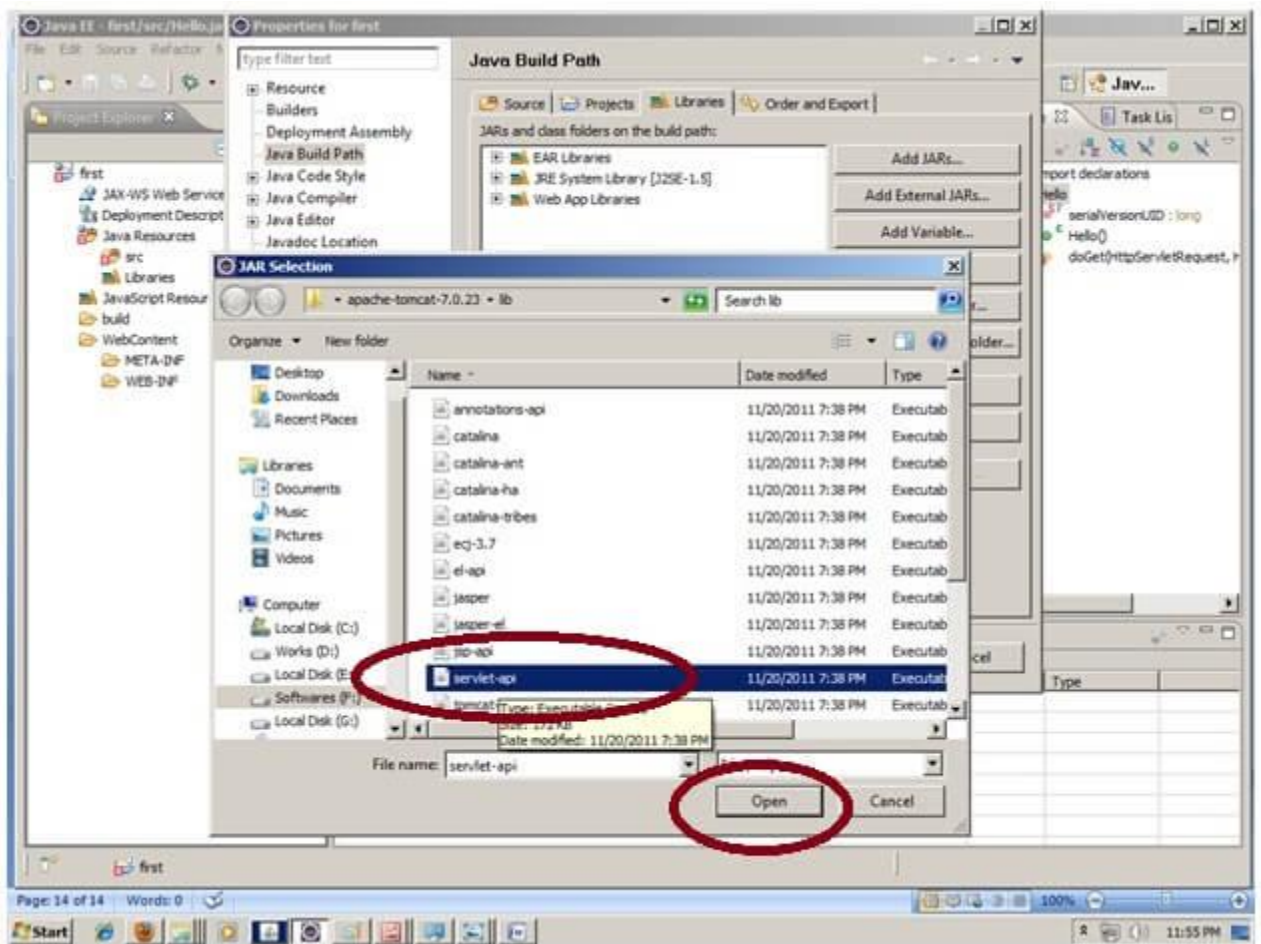 Java EE - first/src/Hello.ja
Properties for first
File Edit Source Refactor
type filter text
Java Build Path
Jav...
Resource
Builders
Deployment Assembly
Java Build Path
Java Code Style
Java Compiler
Java Editor
Javadoc Location
Source Projects Libraries Order and Export
JARs and class folders on the build path:
EAR Libraries
JRE System Library [J2SE-1.5]
Web App Libraries
Add JARs...
Add External JARs...
Add Variable...
older...
cel
Project Explorer
first
JAX-WS Web Service
Deployment Descript
Java Resources
src
Libraries
JavaScript Resour
build
WebContent
META-INF
WEB-INF
Task Lis
mport declarations
Hello
serialVersionUID : long
Hello()
doGet(HttpServletRequest, H
Type
JAR Selection
apache-tomcat-7.0.23 lib
Search lib
Organize New folder
Desktop
Downloads
Recent Places
Libraries
Documents
Music
Pictures
Videos
Computer
Local Disk (C:)
Works (D:)
Local Disk (E:
Softwares (F:)
Local Disk (G:)
Name Date modified Type
annotations-api 11/20/2011 7:38 PM Executab
catalina 11/20/2011 7:38 PM Executab
catalina-ant 11/20/2011 7:38 PM Executab
catalina-ha 11/20/2011 7:38 PM Executab
catalina-tribes 11/20/2011 7:38 PM Executab
ecj-3.7 11/20/2011 7:38 PM Executab
el-api 11/20/2011 7:38 PM Executab
jasper 11/20/2011 7:38 PM Executab
jasper-el 11/20/2011 7:38 PM Executab
jsp-api 11/20/2011 7:38 PM Executab
servlet-api 11/20/2011 7:38 PM Executab
tomcat 11/20/2011 7:38 PM Executab
Type: Executable
Size: 172 KB
Date modified: 11/20/2011 7:38 PM
File name: servlet-api
Open Cancel
first
Page: 14 of 14 Words: 0 100%
Start 11:55 PM